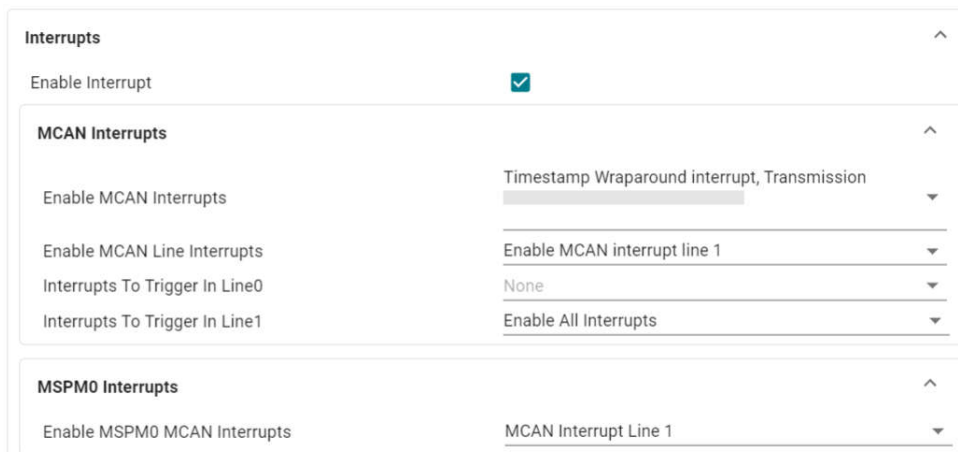 Interrupts
Enable Interrupt
MCAN Interrupts
Timestamp Wraparound interrupt, Transmission
Enable MCAN Interrupts
Enable MCAN Line Interrupts Enable MCAN interrupt line 1
Interrupts To Trigger In Line0 None
Interrupts To Trigger In Line1 Enable All Interrupts
MSPM0 Interrupts
Enable MSPM0 MCAN Interrupts MCAN Interrupt Line 1